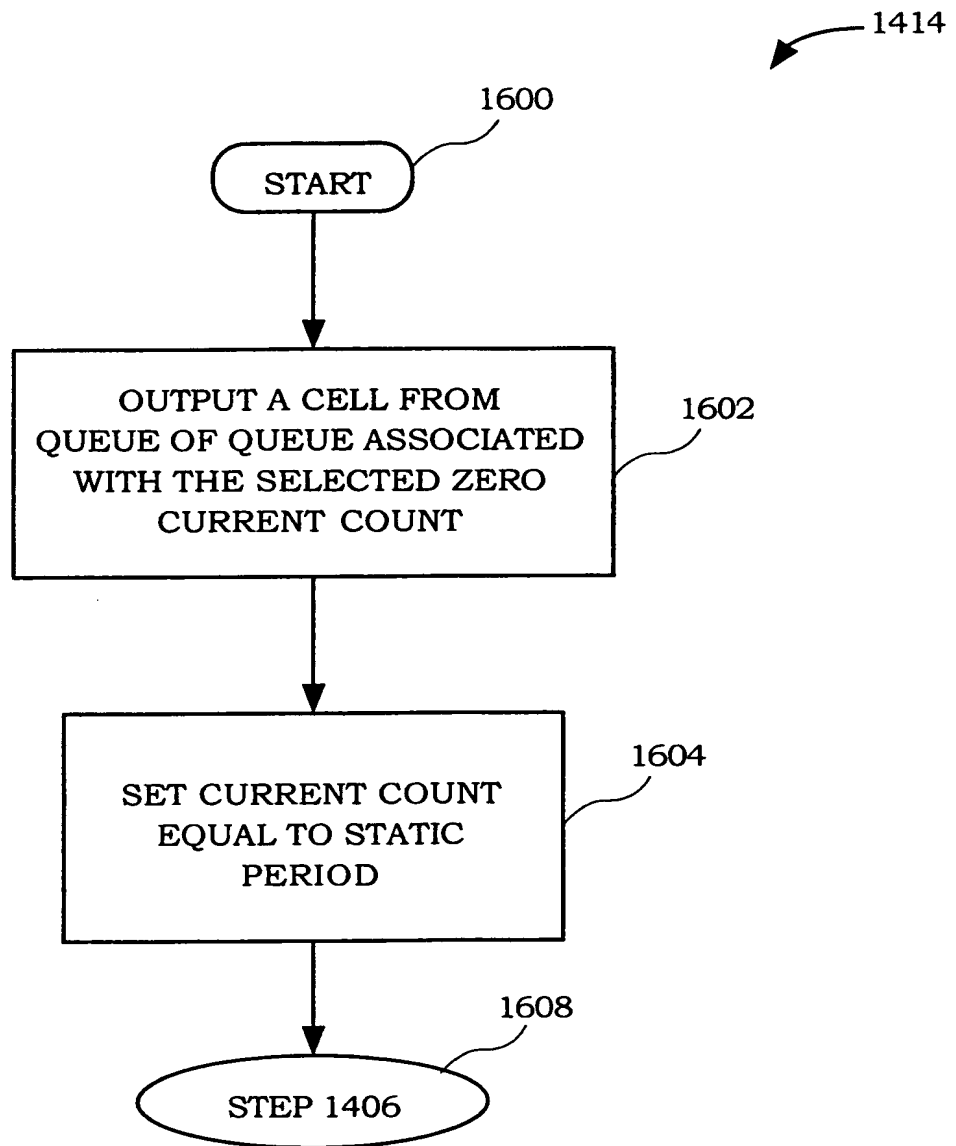 1414
1600
START
OUTPUT A CELL FROM
QUEUE OF QUEUE ASSOCIATED
WITH THE SELECTED ZERO
CURRENT COUNT
1602
SET CURRENT COUNT
EQUAL TO STATIC
PERIOD
1604
1608
STEP 1406